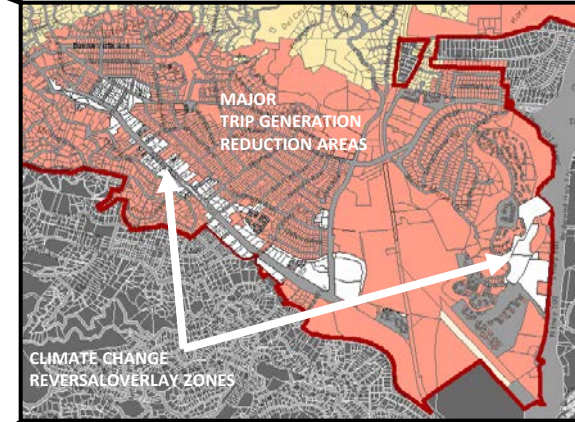 MAJOR
TRIP GENERATION
REDUCTION AREAS
CLIMATE CHANGE
REVERSALOVERLAY ZONES